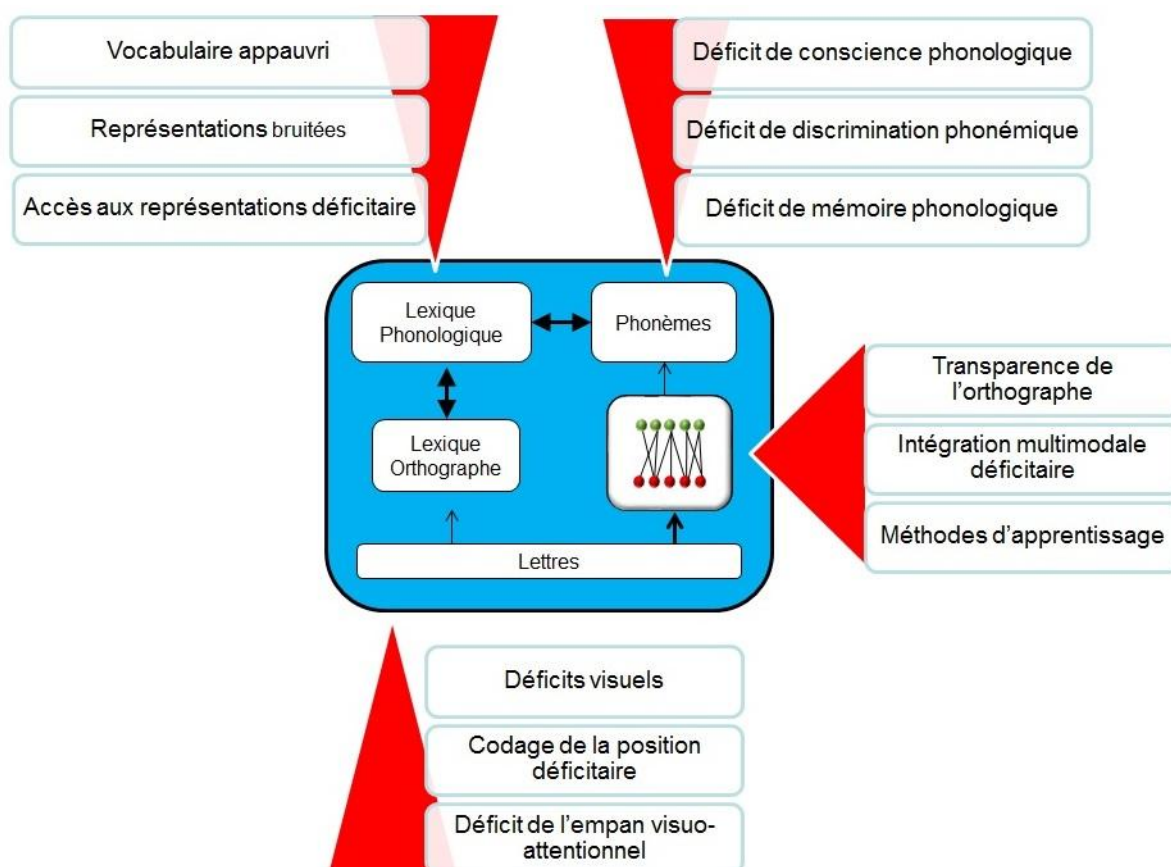 Vocabulaire appauvri
Représentations bruitées
Accès aux représentations déficitaire
Déficit de conscience phonologique
Déficit de discrimination phonémique
Déficit de mémoire phonologique
Lexique
Phonologique
Phonèmes
Lexique
Orthographe
Lettres
Transparence de
l’orthographe
Intégration multimodale
déficitaire
Méthodes d’apprentissage
Déficits visuels
Codage de la position
déficitaire
Déficit de l’empan visuo-
attentionnel